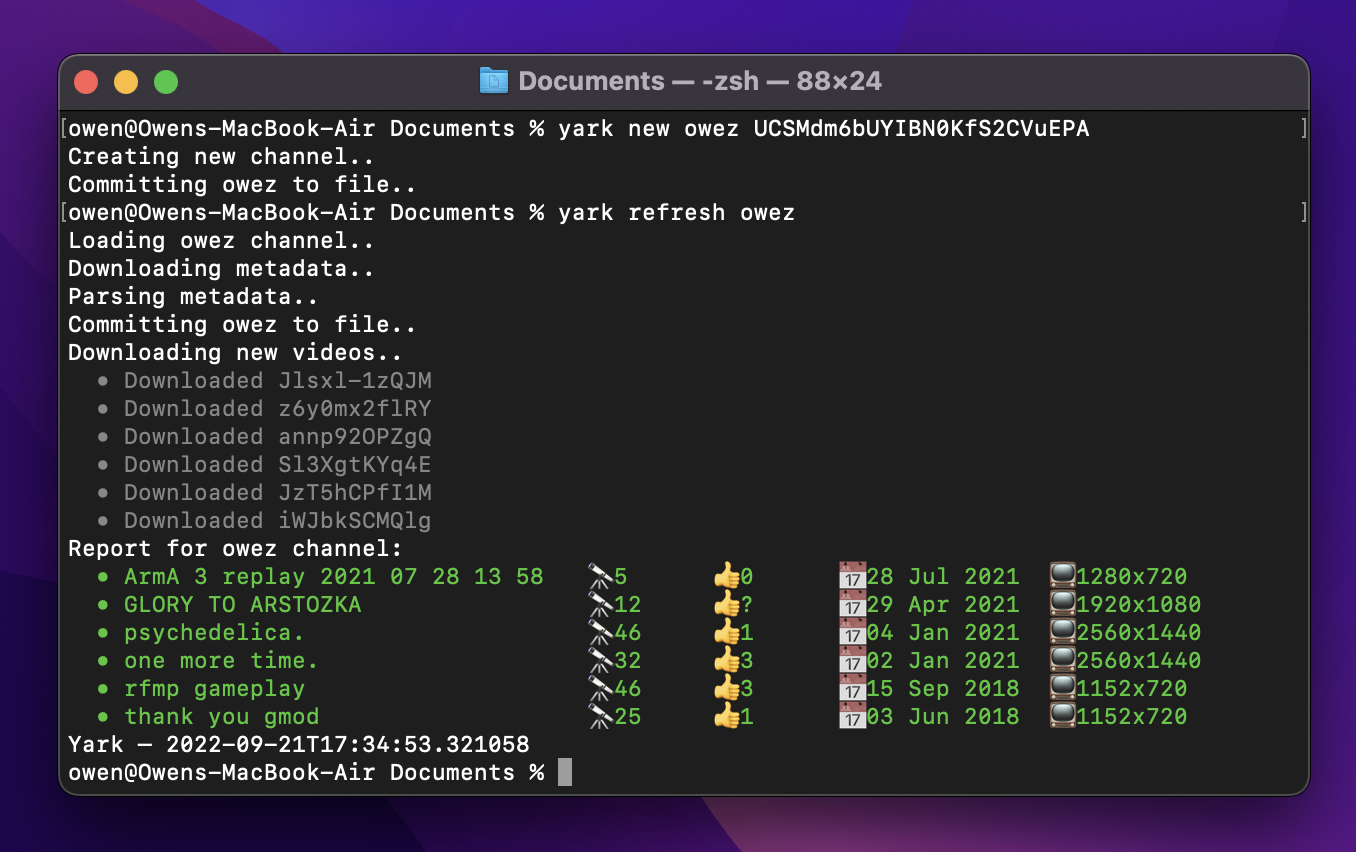 Documents — -zsh — 88×24
[owen@Owens-MacBook-Air Documents % yark new owez UCSMdm6bUYIBN0KfS2CVuEPA ]
Creating new channel..
Committing owez to file..
[owen@Owens-MacBook-Air Documents % yark refresh owez ]
Loading owez channel..
Downloading metadata..
Parsing metadata..
Committing owez to file..
Downloading new videos..
• Downloaded Jlsxl-1zQJM
• Downloaded z6y0mx2flRY
• Downloaded annp92OPZgQ
• Downloaded Sl3XgtKYq4E
• Downloaded JzT5hCPfI1M
• Downloaded iWJbkSCMQlg
Report for owez channel:
• ArmA 3 replay 2021 07 28 13 58 🔭5 👍0 📅28 Jul 2021 📺1280x720
• GLORY TO ARSTOZKA 🔭12 👍? 📅29 Apr 2021 📺1920x1080
• psychedelica. 🔭46 👍1 📅04 Jan 2021 📺2560x1440
• one more time. 🔭32 👍3 📅02 Jan 2021 📺2560x1440
• rfmp gameplay 🔭46 👍3 📅15 Sep 2018 📺1152x720
• thank you gmod 🔭25 👍1 📅03 Jun 2018 📺1152x720
Yark – 2022-09-21T17:34:53.321058
owen@Owens-MacBook-Air Documents %